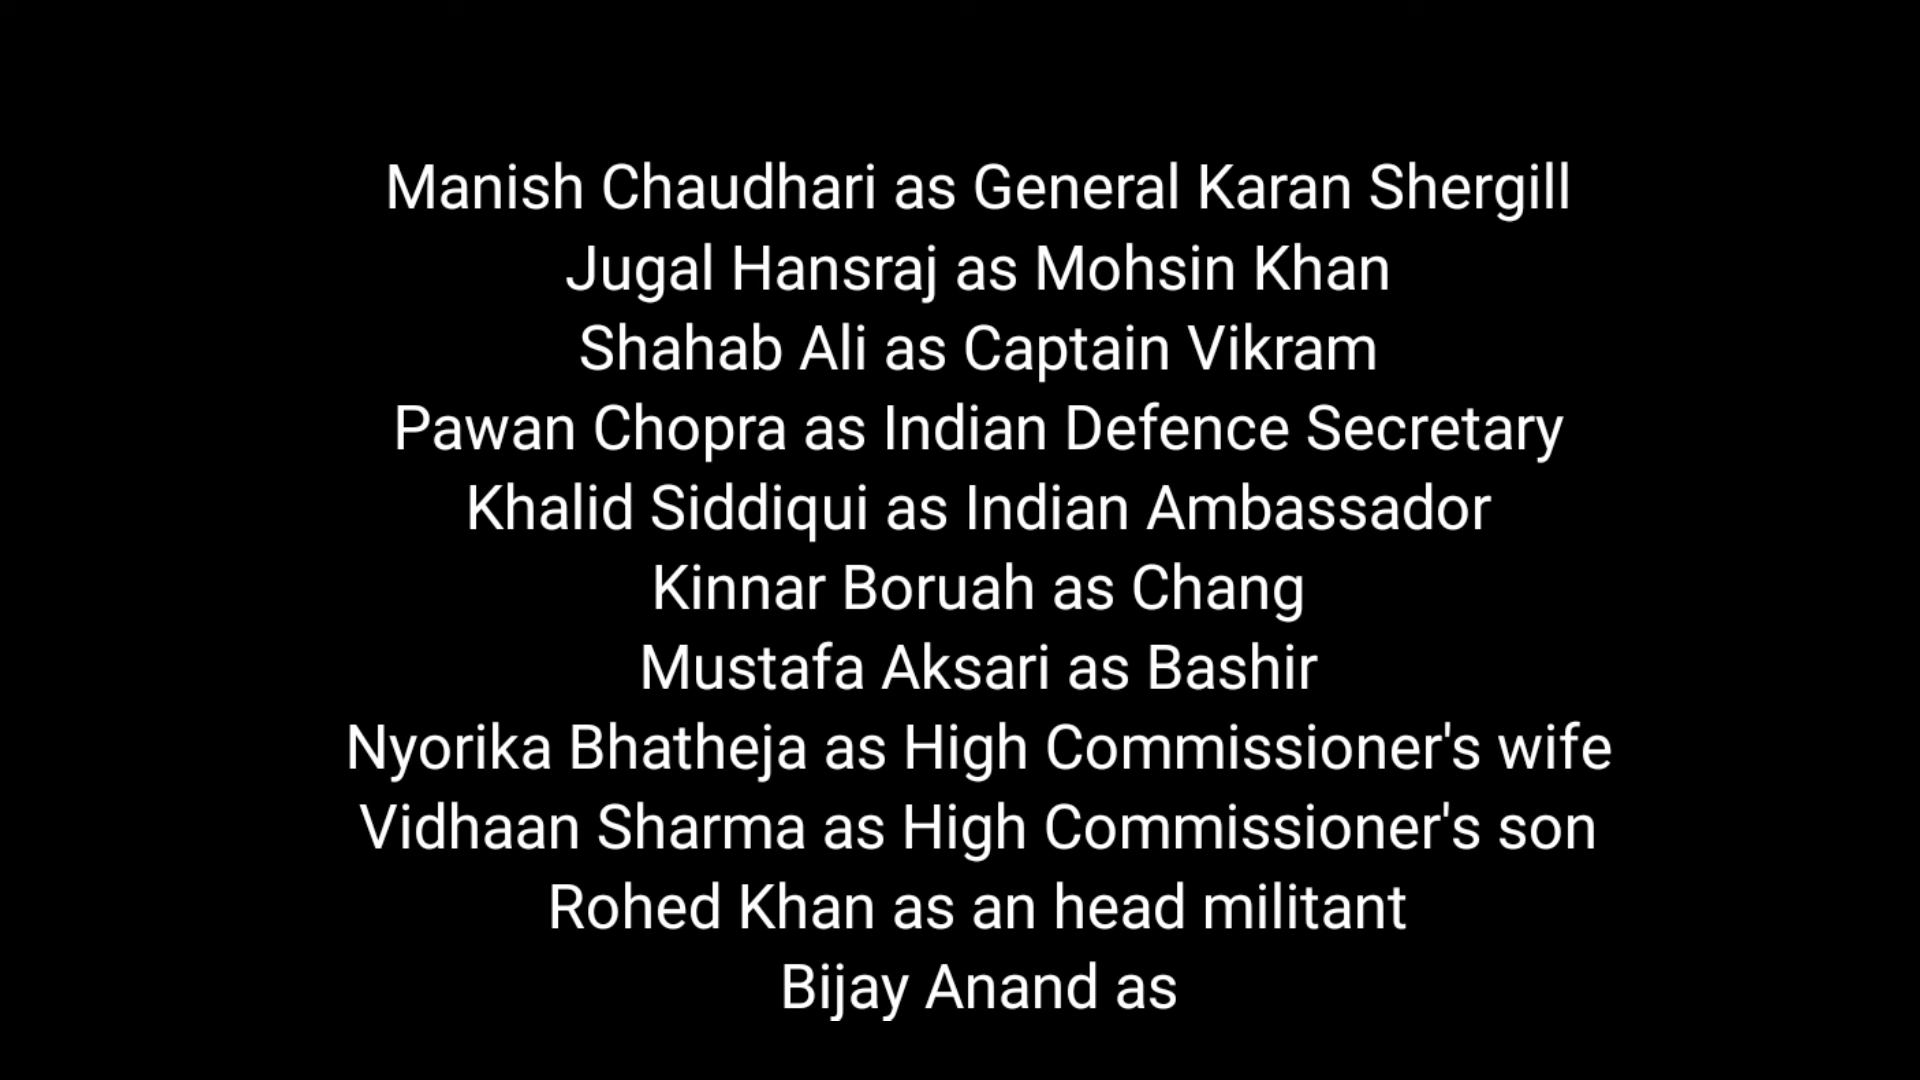 Manish Chaudhari as General Karan Shergill
Jugal Hansraj as Mohsin Khan
Shahab Ali as Captain Vikram
Pawan Chopra as Indian Defence Secretary
Khalid Siddiqui as Indian Ambassador
Kinnar Boruah as Chang
Mustafa Aksari as Bashir
Nyorika Bhatheja as High Commissioner's wife
Vidhaan Sharma as High Commissioner's son
Rohed Khan as an head militant
Bijay Anand as